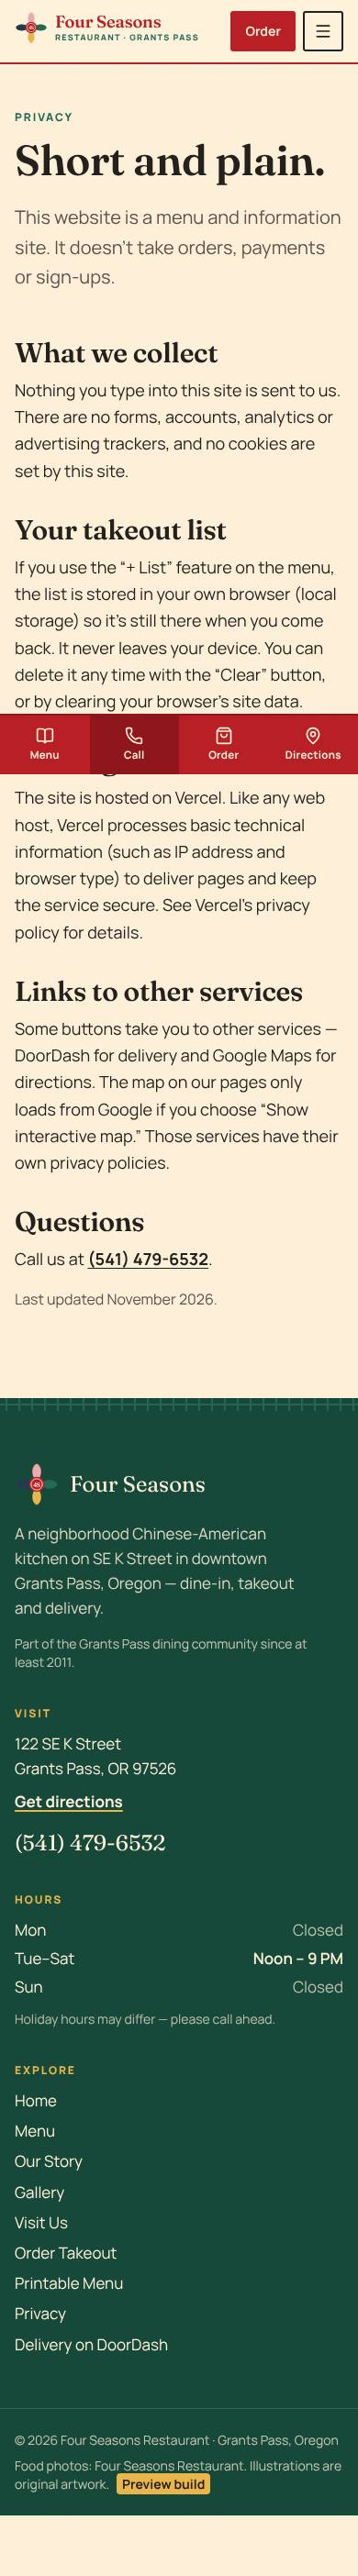 Four Seasons
RESTAURANT · GRANTS PASS
Order
PRIVACY
Short and plain.
This website is a menu and information
site. It doesn’t take orders, payments
or sign-ups.
What we collect
Nothing you type into this site is sent to us.
There are no forms, accounts, analytics or
advertising trackers, and no cookies are
set by this site.
Your takeout list
If you use the “+ List” feature on the menu,
the list is stored in your own browser (local
storage) so it’s still there when you come
back. It never leaves your device. You can
delete it any time with the “Clear” button,
or by clearing your browser’s site data.
Menu
Call
Order
Directions
The site is hosted on Vercel. Like any web
host, Vercel processes basic technical
information (such as IP address and
browser type) to deliver pages and keep
the service secure. See Vercel’s privacy
policy for details.
Links to other services
Some buttons take you to other services —
DoorDash for delivery and Google Maps for
directions. The map on our pages only
loads from Google if you choose “Show
interactive map.” Those services have their
own privacy policies.
Questions
Call us at (541) 479-6532.
Last updated November 2026.
Four Seasons
A neighborhood Chinese-American
kitchen on SE K Street in downtown
Grants Pass, Oregon — dine-in, takeout
and delivery.
Part of the Grants Pass dining community since at
least 2011.
VISIT
122 SE K Street
Grants Pass, OR 97526
Get directions
(541) 479-6532
HOURS
Mon Closed
Tue–Sat Noon – 9 PM
Sun Closed
Holiday hours may differ — please call ahead.
EXPLORE
Home
Menu
Our Story
Gallery
Visit Us
Order Takeout
Printable Menu
Privacy
Delivery on DoorDash
© 2026 Four Seasons Restaurant · Grants Pass, Oregon
Food photos: Four Seasons Restaurant. Illustrations are
original artwork. Preview build